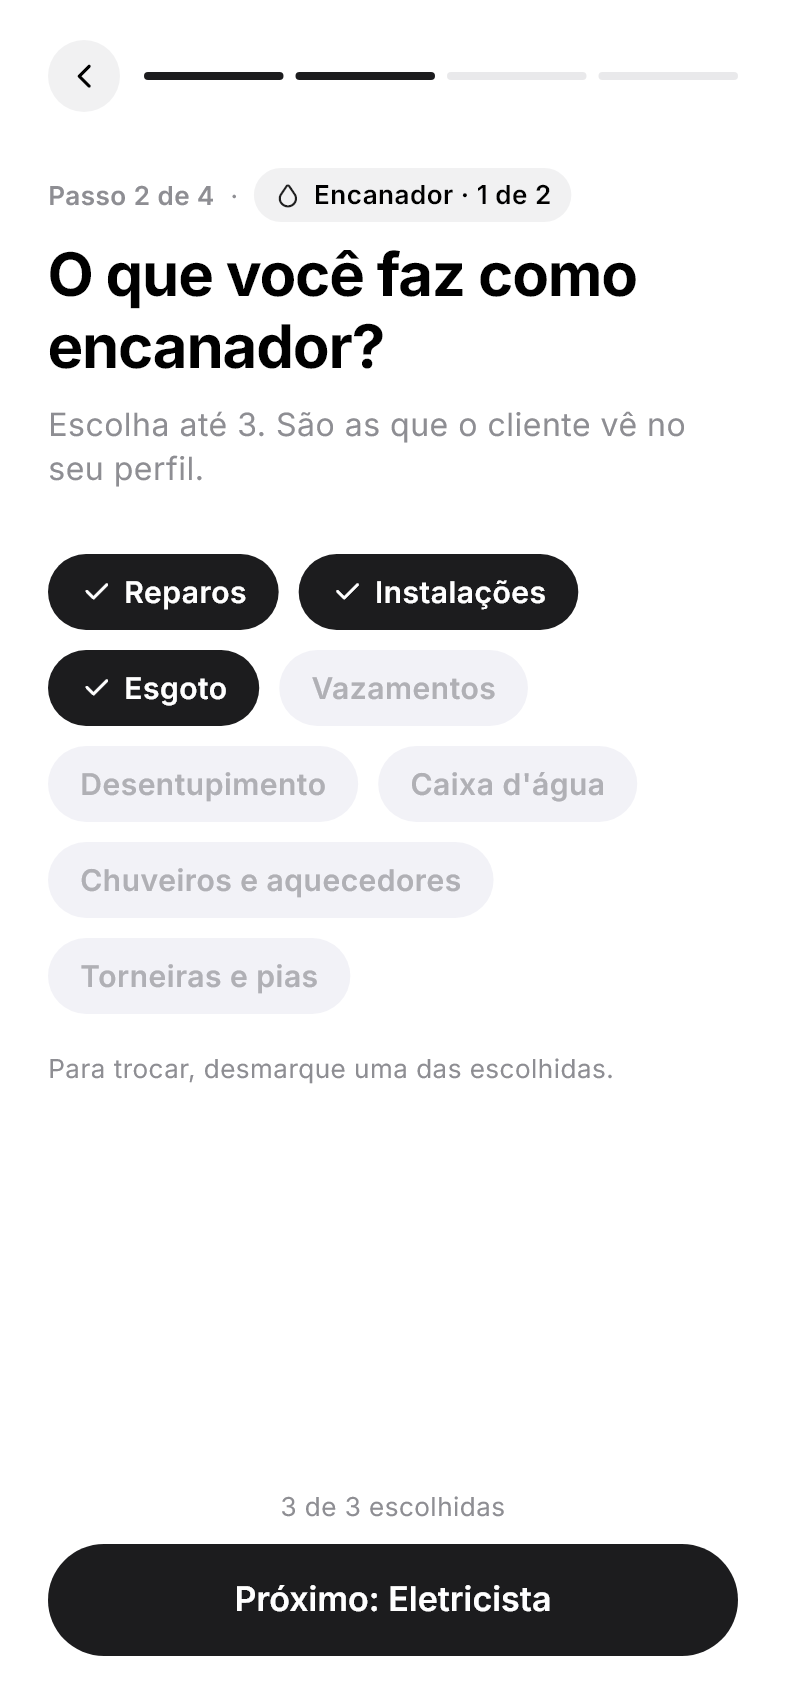 Passo 2 de 4 · Encanador · 1 de 2
O que você faz como
encanador?
Escolha até 3. São as que o cliente vê no
seu perfil.
Reparos Instalações
Esgoto Vazamentos
Desentupimento Caixa d'água
Chuveiros e aquecedores
Torneiras e pias
Para trocar, desmarque uma das escolhidas.
3 de 3 escolhidas
Próximo: Eletricista